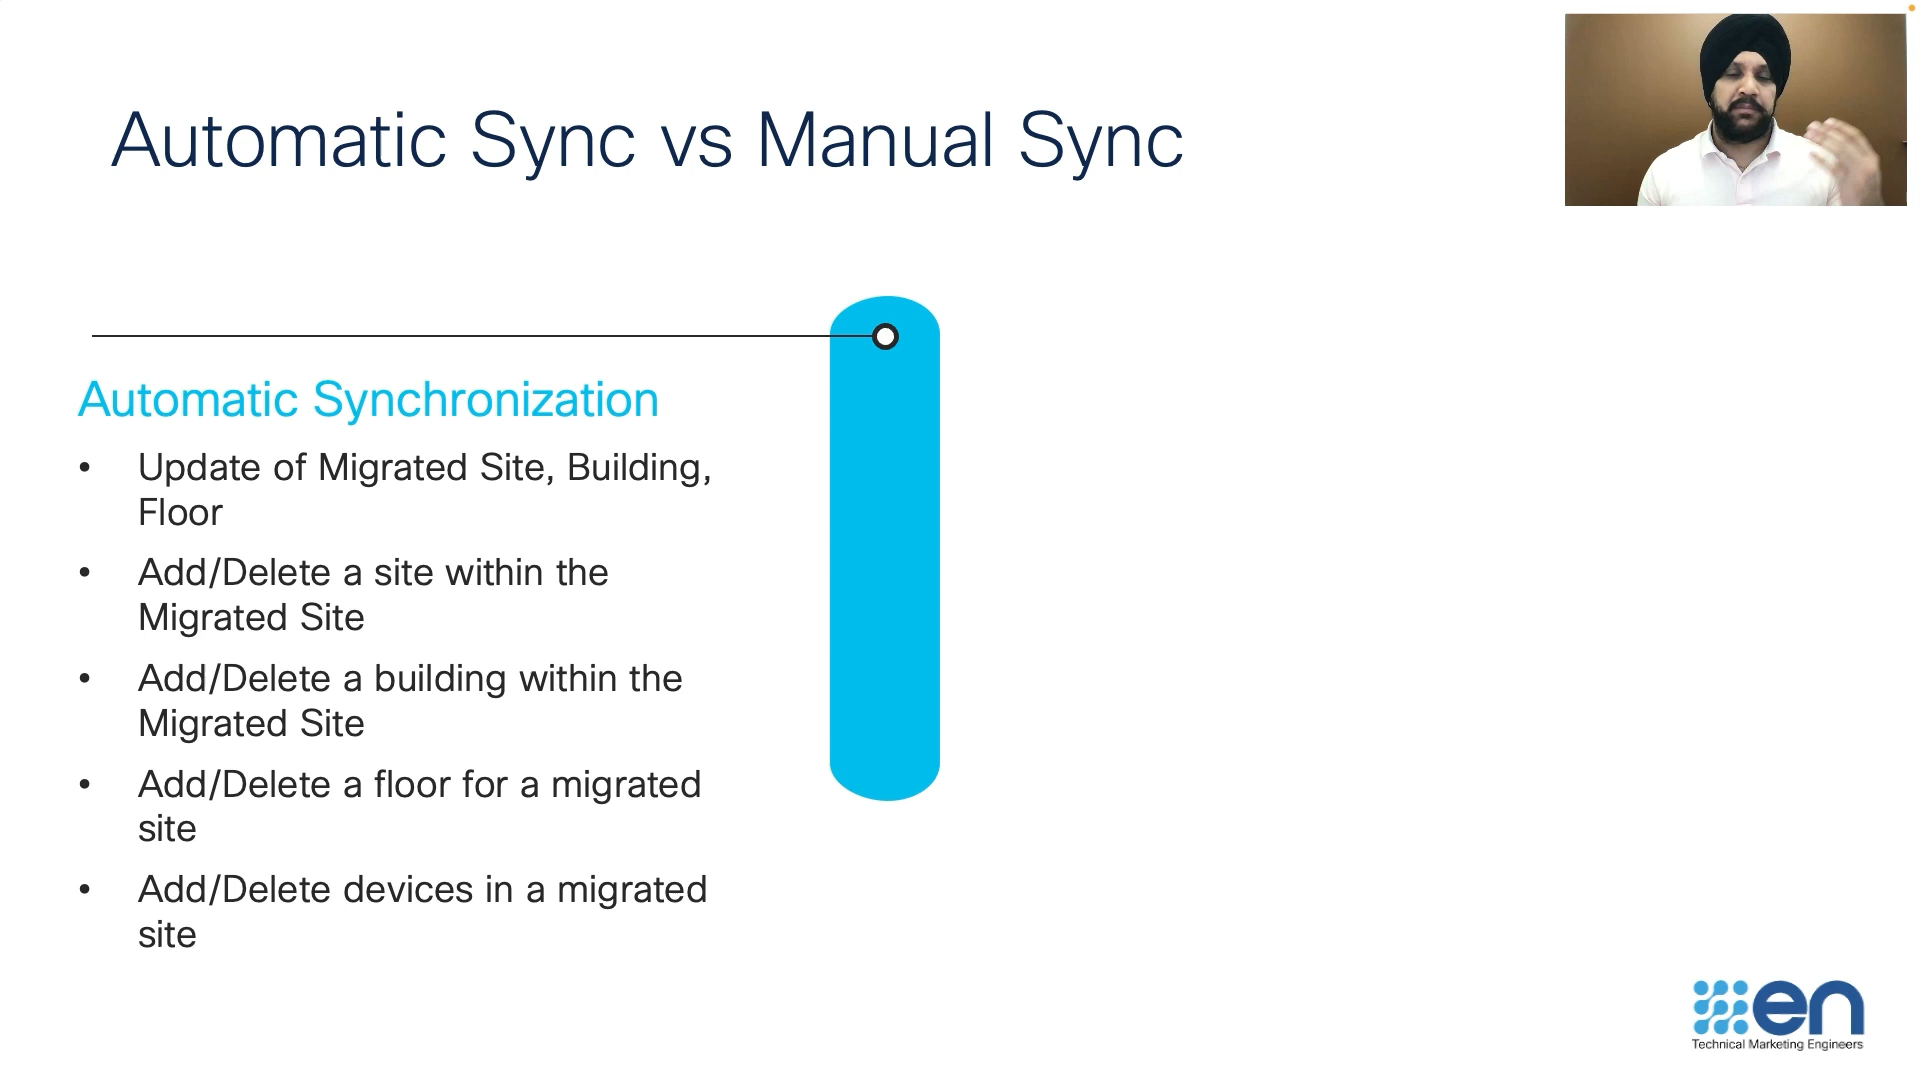 Automatic Sync vs Manual Sync
Automatic Synchronization
• Update of Migrated Site, Building,
Floor
• Add/Delete a site within the
Migrated Site
• Add/Delete a building within the
Migrated Site
• Add/Delete a floor for a migrated
site
• Add/Delete devices in a migrated
site
en
Technical Marketing Engineers